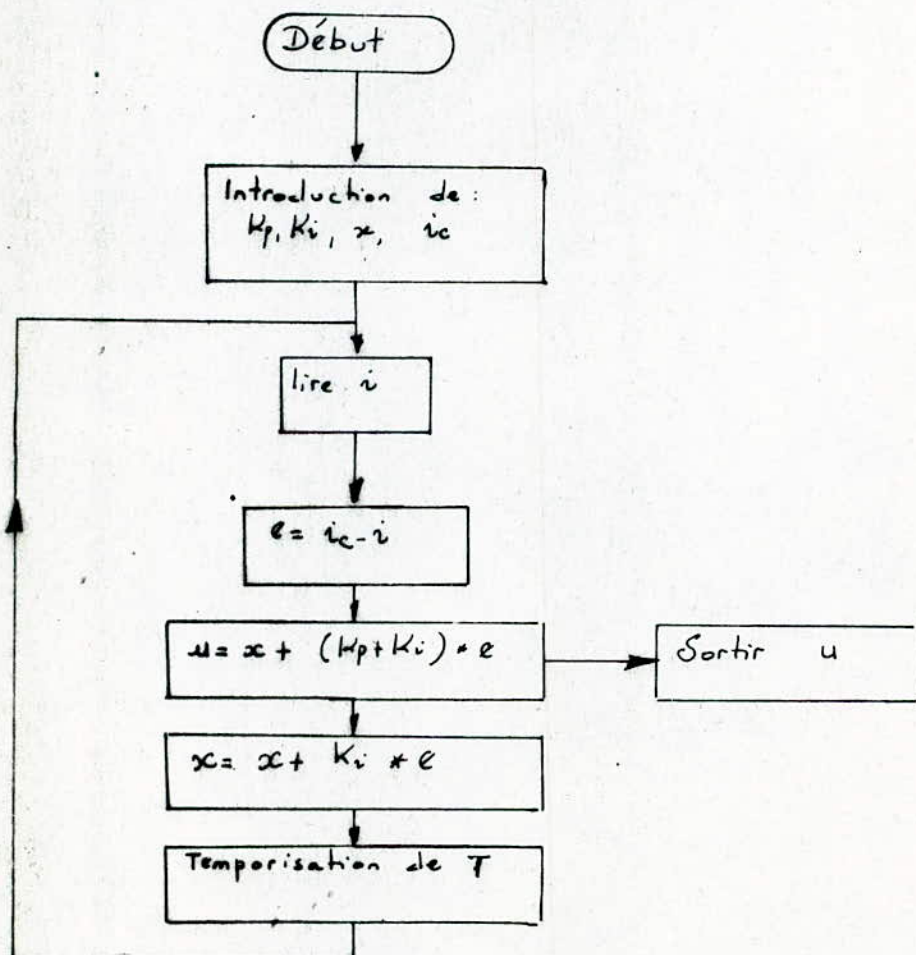 Début
Introduction de :
Kp, Ki, x, ic
lire i
e = ic - i
u = x + (Kp + Ki) * e
Sortir u
x = x + Ki * e
Temporisation de T